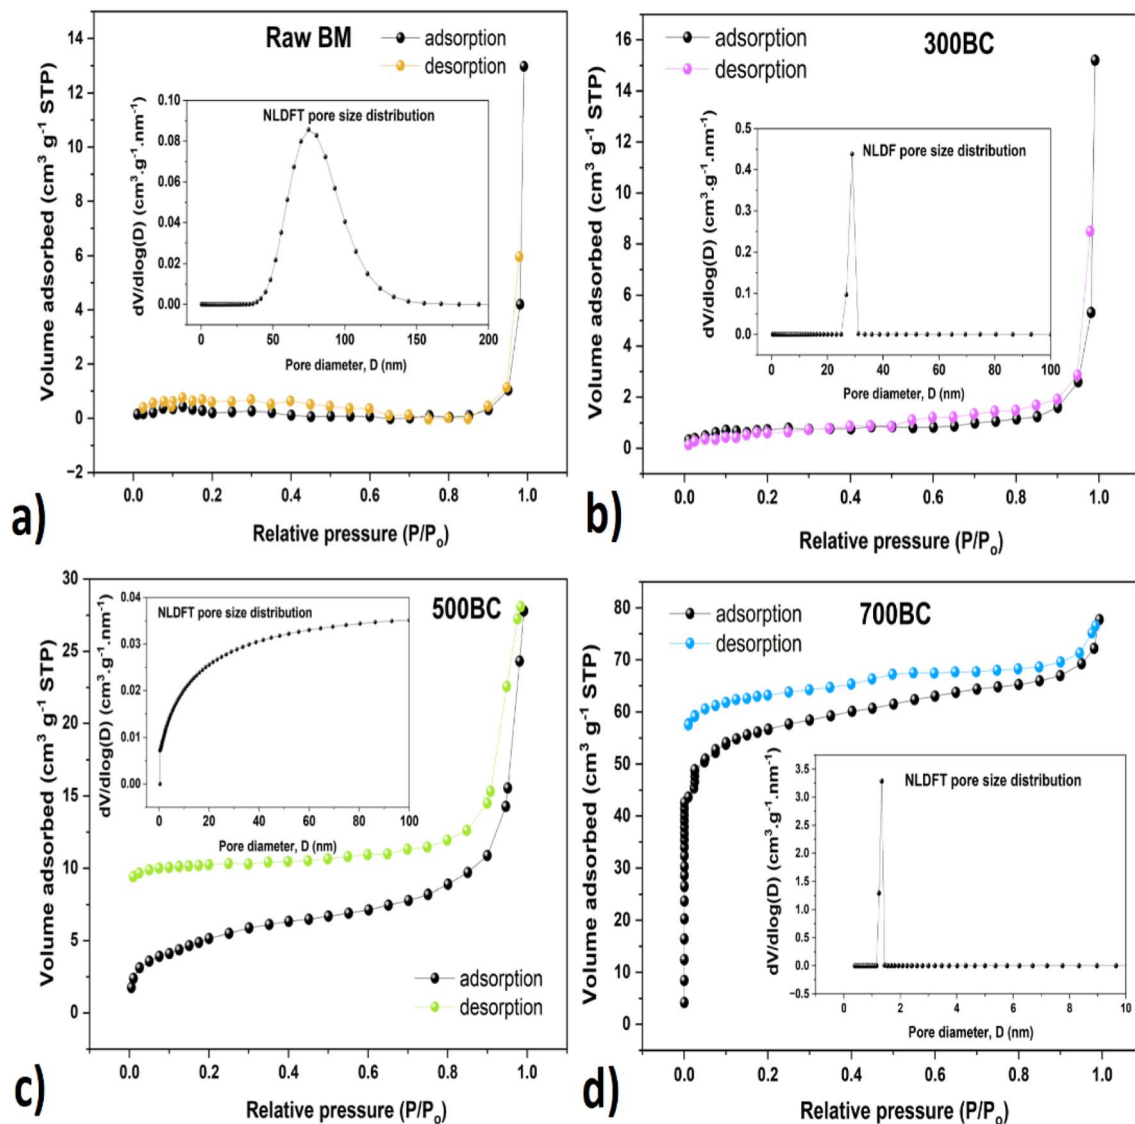 Raw BM
adsorption
desorption
Volume adsorbed (cm³ g⁻¹ STP)
14
12
10
8
6
4
2
0
−2
0.0 0.2 0.4 0.6 0.8 1.0
Relative pressure (P/Pₒ)
NLDFT pore size distribution
dV/dlog(D) (cm³.g⁻¹.nm⁻¹)
0.10
0.08
0.06
0.04
0.02
0.00
0 50 100 150 200
Pore diameter, D (nm)
a)
300BC
adsorption
desorption
Volume adsorbed (cm³ g⁻¹ STP)
16
14
12
10
8
6
4
2
0
0.0 0.2 0.4 0.6 0.8 1.0
Relative pressure (P/Pₒ)
NLDF pore size distribution
dV/dlog(D) (cm³.g⁻¹.nm⁻¹)
0.5
0.4
0.3
0.2
0.1
0.0
0 20 40 60 80 100
Pore diameter, D (nm)
b)
500BC
adsorption
desorption
Volume adsorbed (cm³ g⁻¹ STP)
30
25
20
15
10
5
0
0.0 0.2 0.4 0.6 0.8 1.0
Relative pressure (P/Pₒ)
NLDFT pore size distribution
dV/dlog(D) (cm³.g⁻¹.nm⁻¹)
0.04
0.03
0.02
0.01
0.00
0 20 40 60 80 100
Pore diameter, D (nm)
c)
700BC
adsorption
desorption
Volume adsorbed (cm³ g⁻¹ STP)
80
70
60
50
40
30
20
10
0
0.0 0.2 0.4 0.6 0.8 1.0
Relative pressure (P/Pₒ)
NLDFT pore size distribution
dV/dlog(D) (cm³.g⁻¹.nm⁻¹)
3.5
3.0
2.5
2.0
1.5
1.0
0.5
0.0
−0.5
0 2 4 6 8 10
Pore diameter, D (nm)
d)